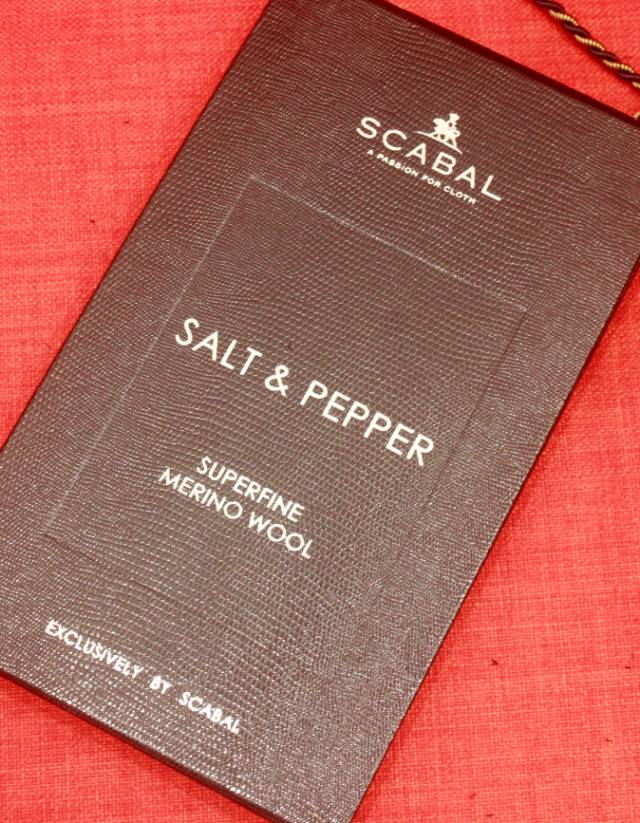 SCABAL
A PASSION FOR CLOTH
SALT & PEPPER
SUPERFINE
MERINO WOOL
EXCLUSIVELY BY SCABAL